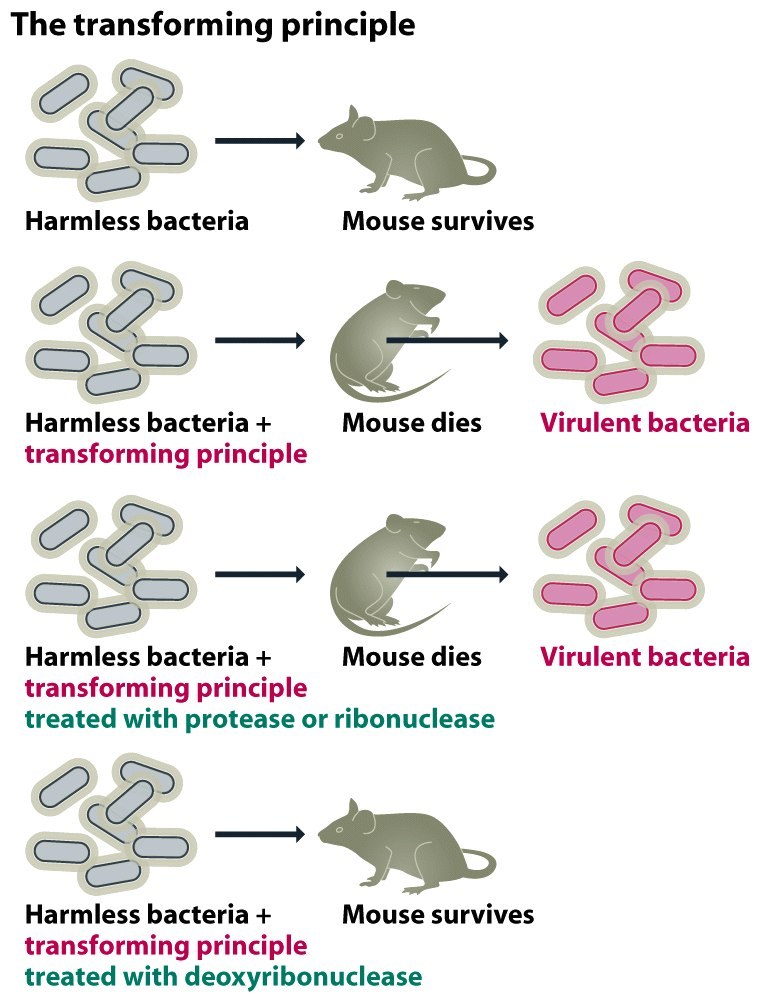 The transforming principle
Harmless bacteria
Mouse survives
Harmless bacteria +
transforming principle
Mouse dies
Virulent bacteria
Harmless bacteria +
transforming principle
treated with protease or ribonuclease
Mouse dies
Virulent bacteria
Harmless bacteria +
transforming principle
treated with deoxyribonuclease
Mouse survives